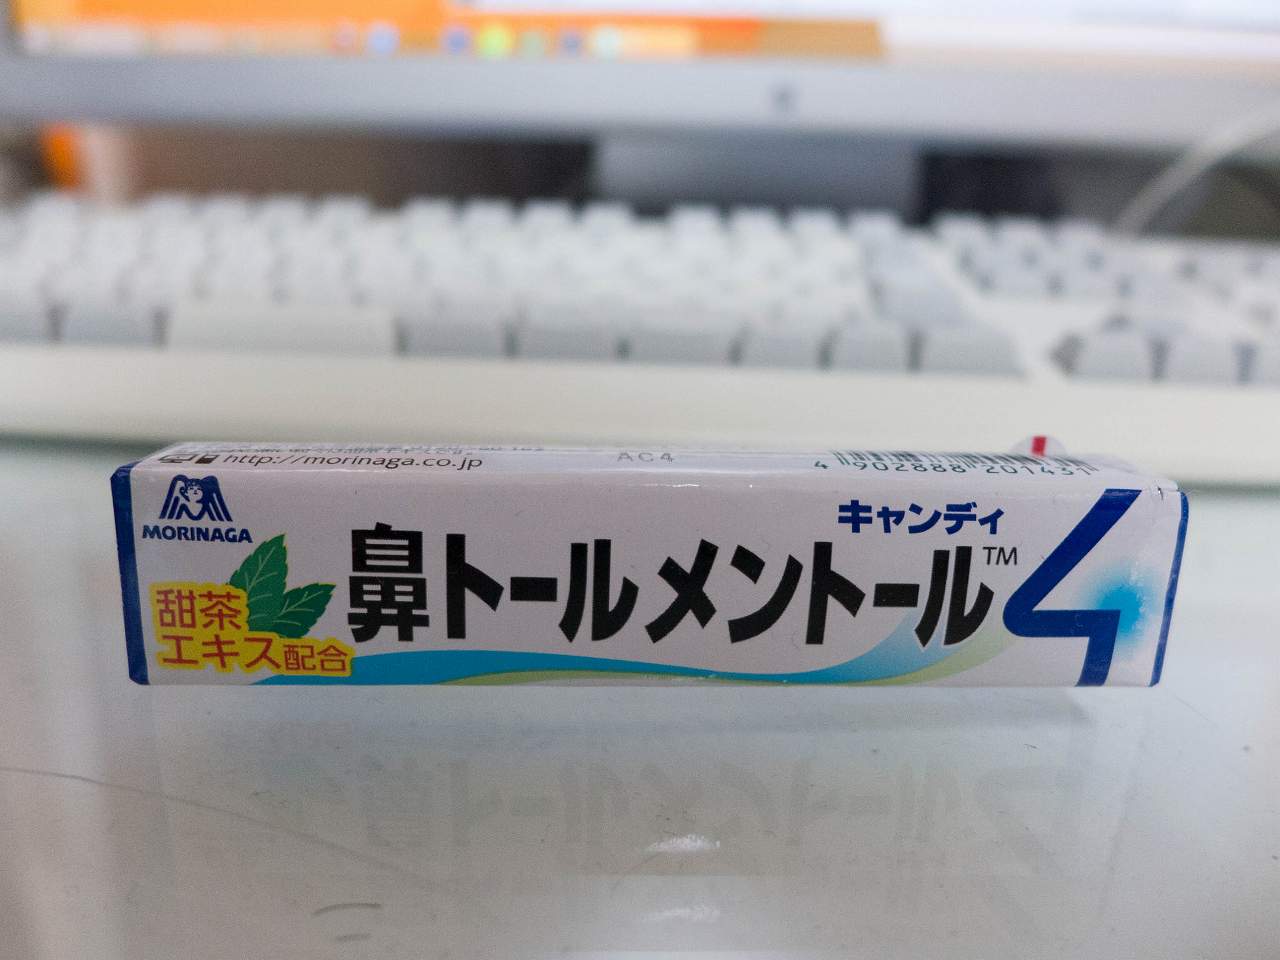 http://morinaga.co.jp
AC4
4 902888 201431
MORINAGA
キャンディ
鼻トールメントール™
甜茶
エキス配合